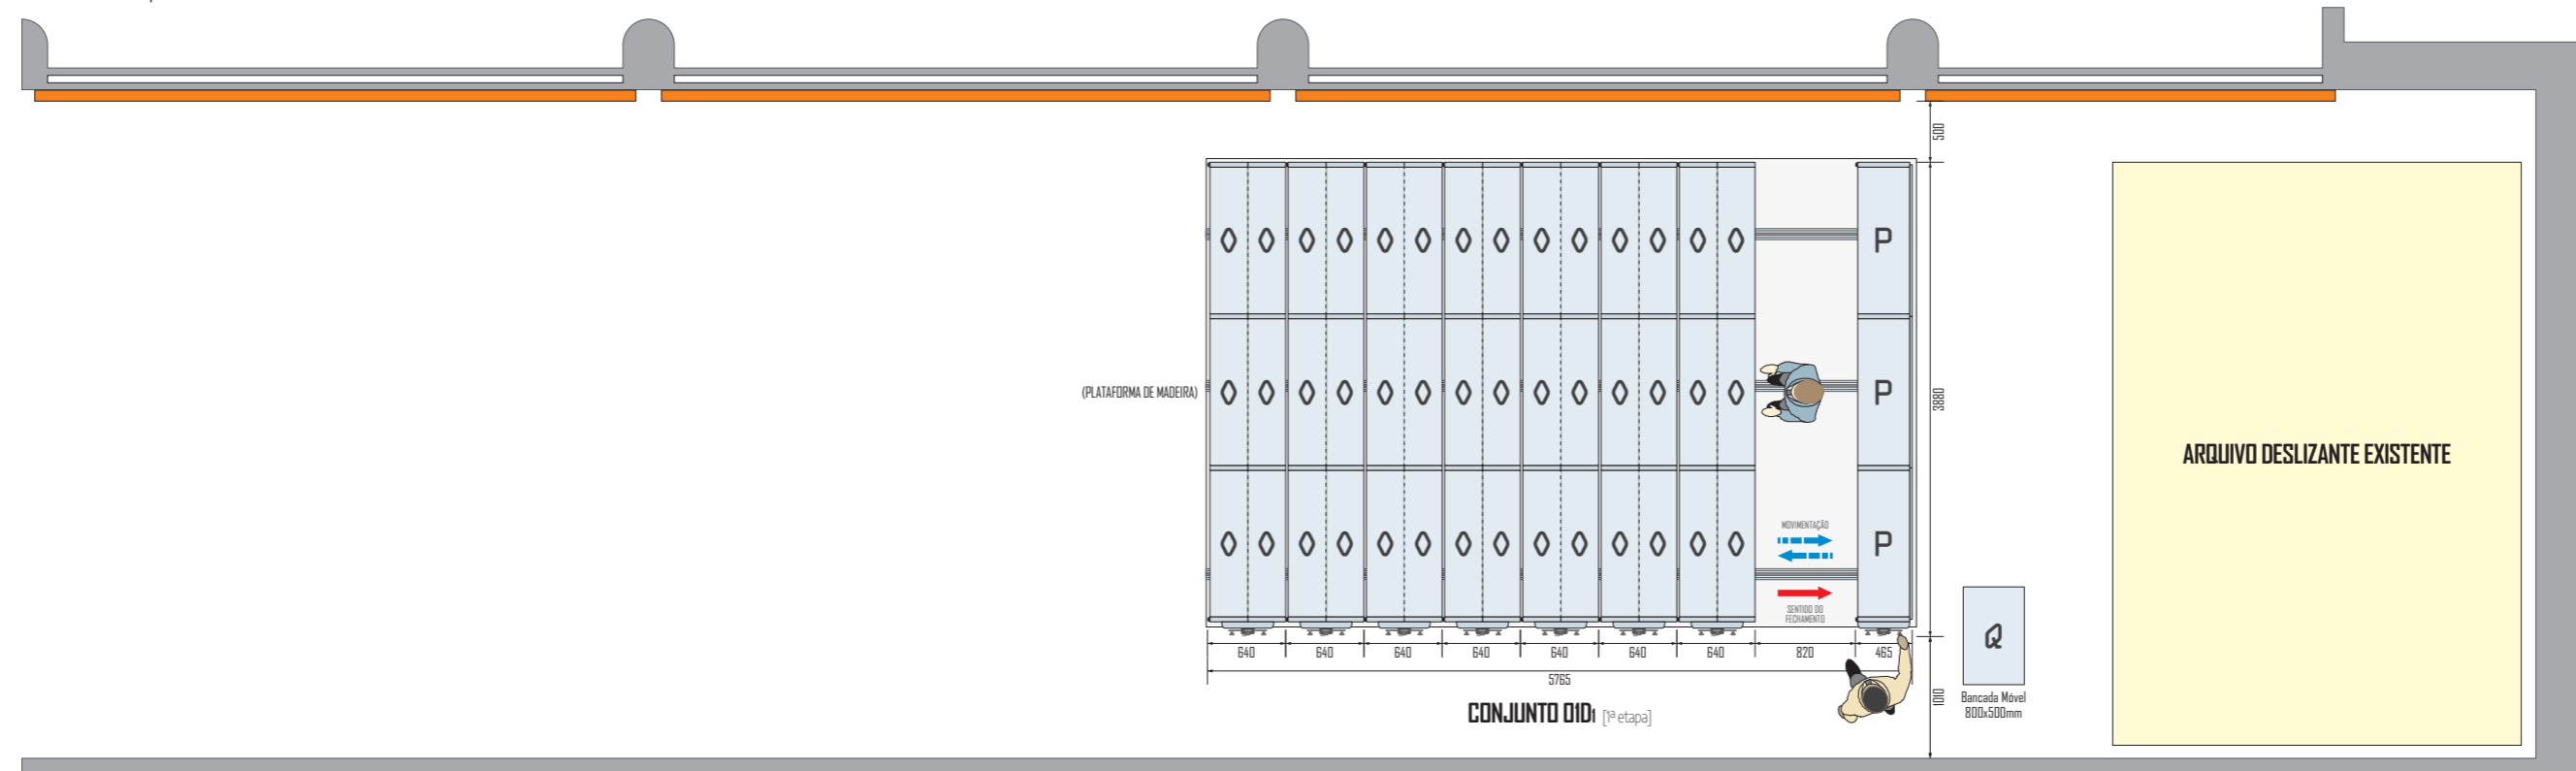 500
◊ ◊ ◊ ◊ ◊ ◊ ◊ ◊ ◊ ◊ ◊ ◊ ◊ ◊ P
3880
(PLATAFORMA DE MADEIRA) ◊ ◊ ◊ ◊ ◊ ◊ ◊ ◊ ◊ ◊ ◊ ◊ ◊ ◊ P
ARQUIVO DESLIZANTE EXISTENTE
MOVIMENTAÇÃO
◊ ◊ ◊ ◊ ◊ ◊ ◊ ◊ ◊ ◊ ◊ ◊ ◊ ◊ P
SENTIDO DO
FECHAMENTO
Q
640 640 640 640 640 640 640 820 465
5765
1010
Bancada Móvel
800x500mm
CONJUNTO 01D1 [1ª etapa]